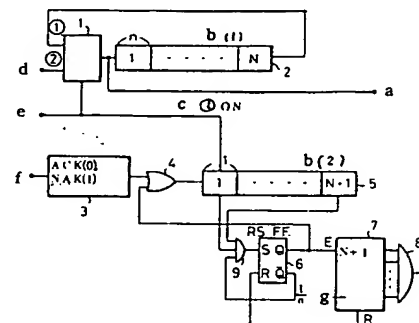 ① 1 n b (1)
② 1 N
d 2
a
e c ② ON
1 b (2)
f ACK(0) NAK(1) 4 1 N+1 5
3
RS FF 7
S Q E N+1 8
9 R Q̄ 6 g
1/n R